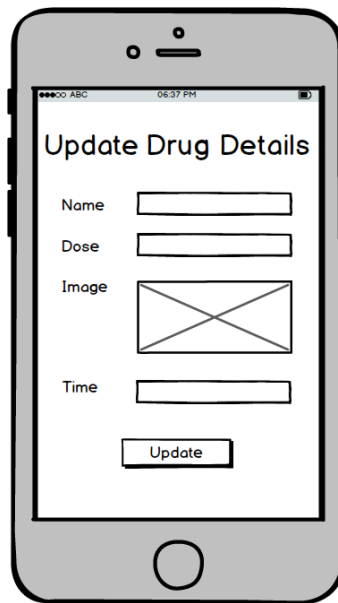 ABC 06:37 PM
Update Drug Details
Name
Dose
Image
Time
Update